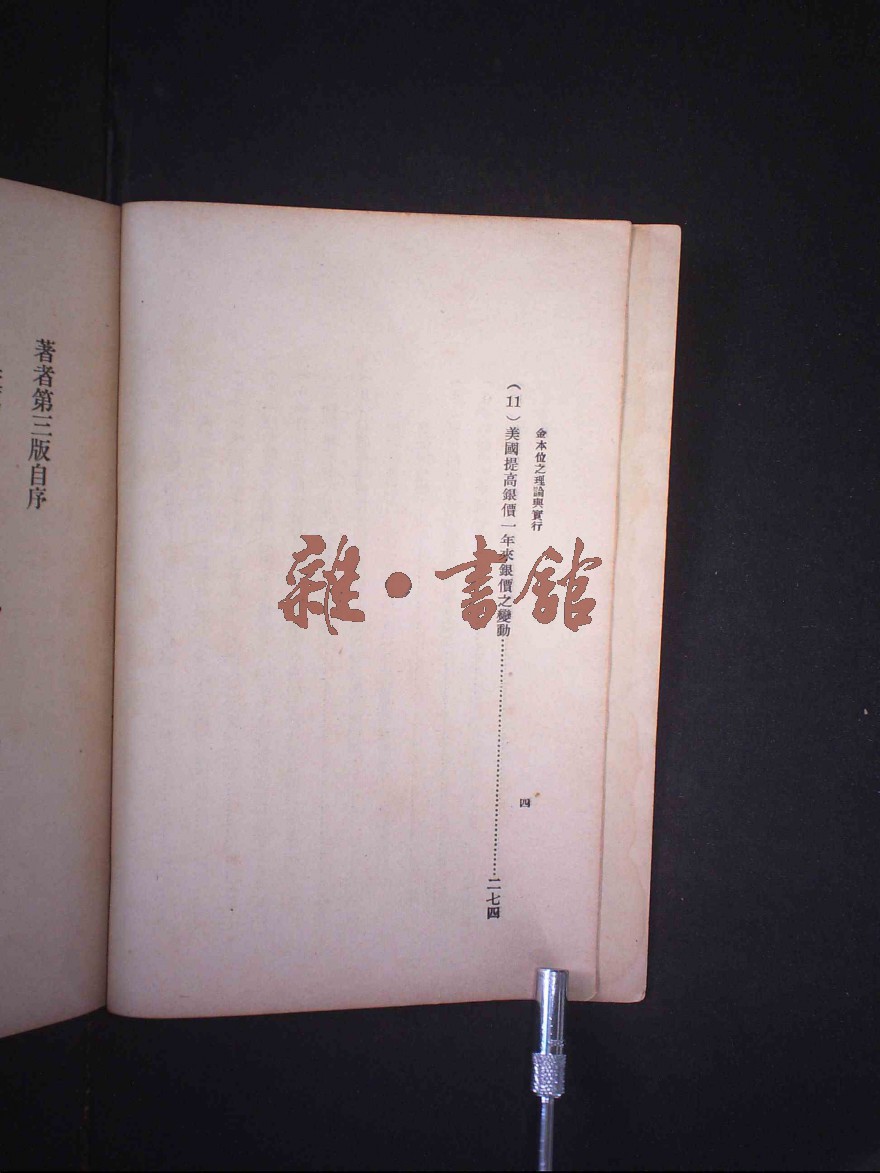 金本位之理論與實行
四
（11）美國提高銀價一年來銀價之變動……………………二七四
著者第三版自序
雜·書館